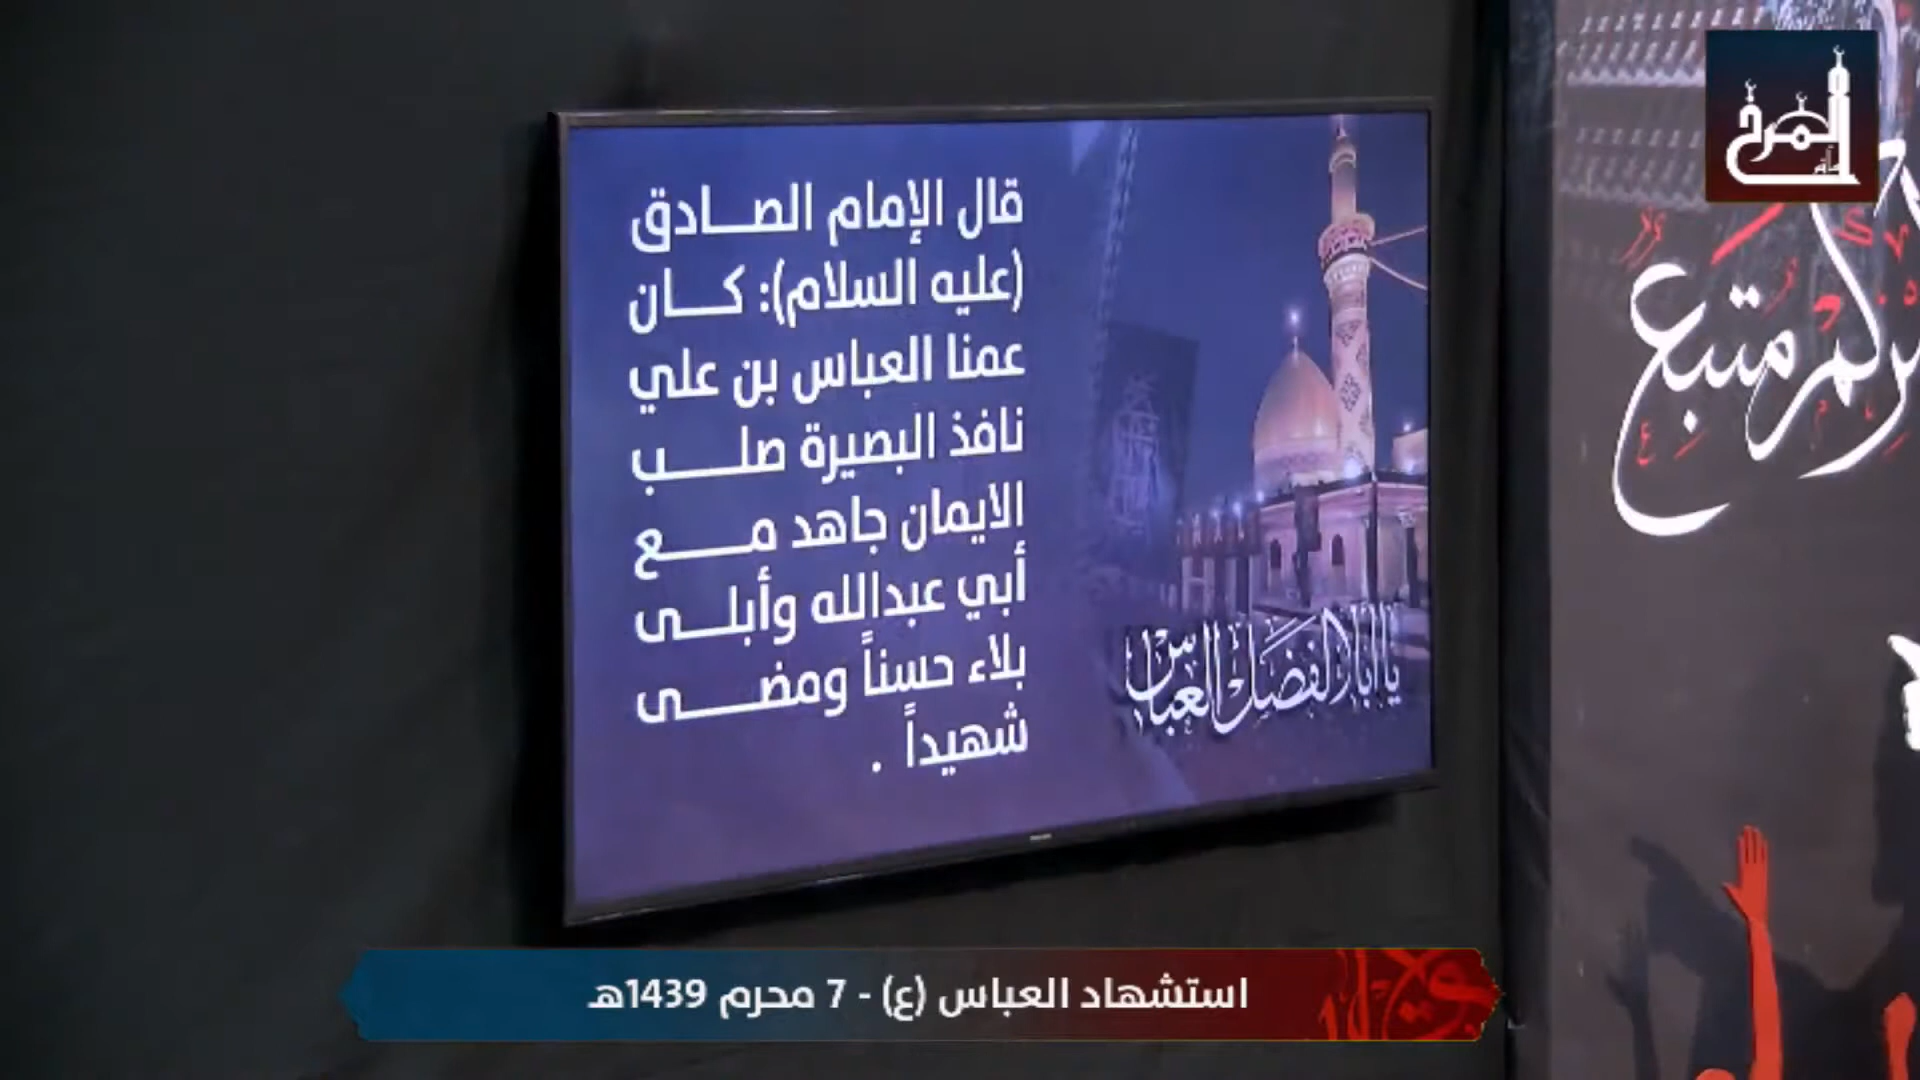 قال الإمام الصادق
(عليه السلام): كان
عمنا العباس بن علي
نافذ البصيرة صلب
الايمان جاهد مع
أبي عبدالله وأبلى
بلاء حسناً ومضى
شهيداً .
يا أبا الفضل العباس
استشهاد العباس (ع) - 7 محرم 1439هـ
متبع